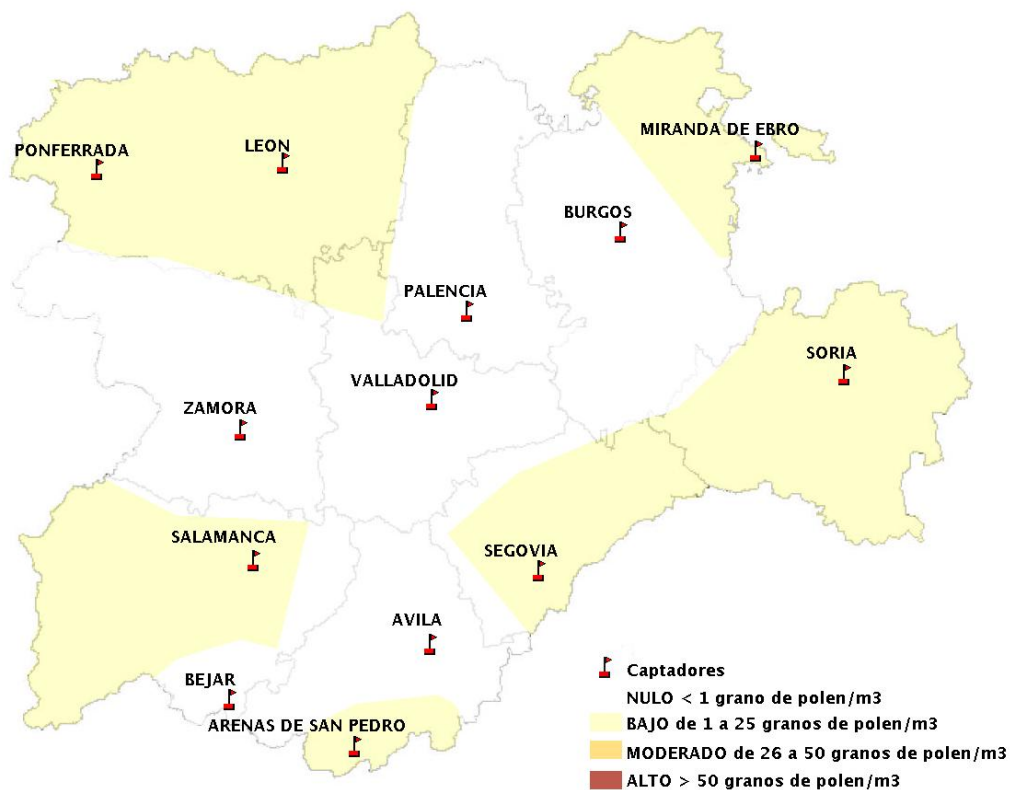 MIRANDA DE EBRO
PONFERRADA
LEON
BURGOS
PALENCIA
SORIA
VALLADOLID
ZAMORA
SALAMANCA
SEGOVIA
AVILA
BEJAR
ARENAS DE SAN PEDRO
Captadores
NULO < 1 grano de polen/m3
BAJO de 1 a 25 granos de polen/m3
MODERADO de 26 a 50 granos de polen/m3
ALTO > 50 granos de polen/m3